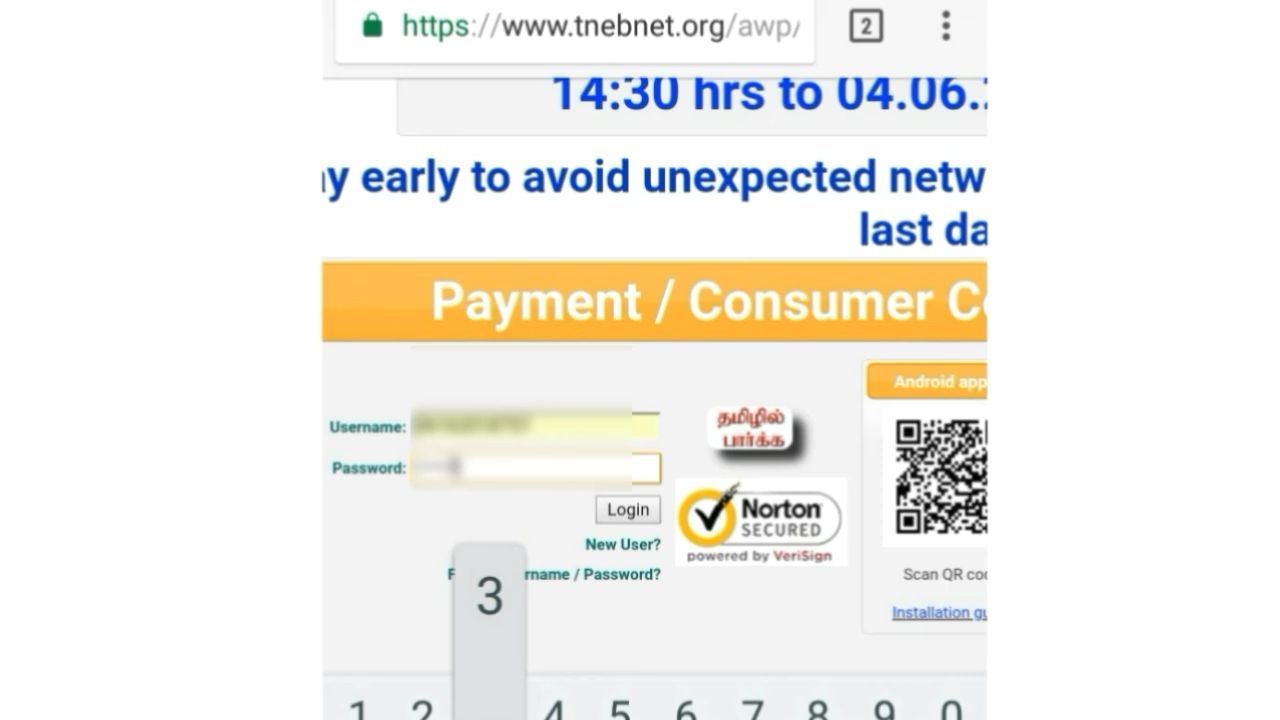 https://www.tnebnet.org/awp/
2
14:30 hrs to 04.06.
early to avoid unexpected netw
last da
Payment / Consumer C
Username:
Password:
Login
New User?
rname / Password?
தமிழில்
பார்க்க
Norton
SECURED
powered by VeriSign
Android app
Scan QR co
Installation gu
3
1 2 4 5 6 7 8 9 0